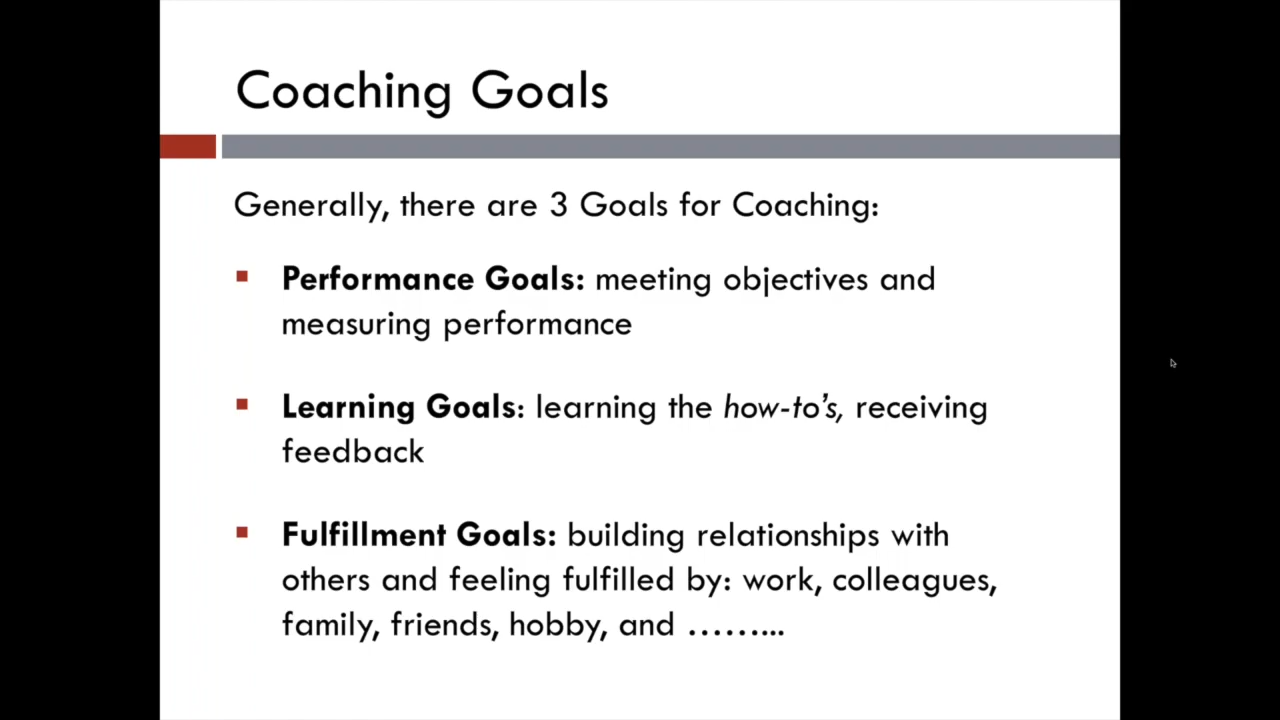 Coaching Goals
Generally, there are 3 Goals for Coaching:
Performance Goals: meeting objectives and
measuring performance
Learning Goals: learning the how-to’s, receiving
feedback
Fulfillment Goals: building relationships with
others and feeling fulfilled by: work, colleagues,
family, friends, hobby, and ……...